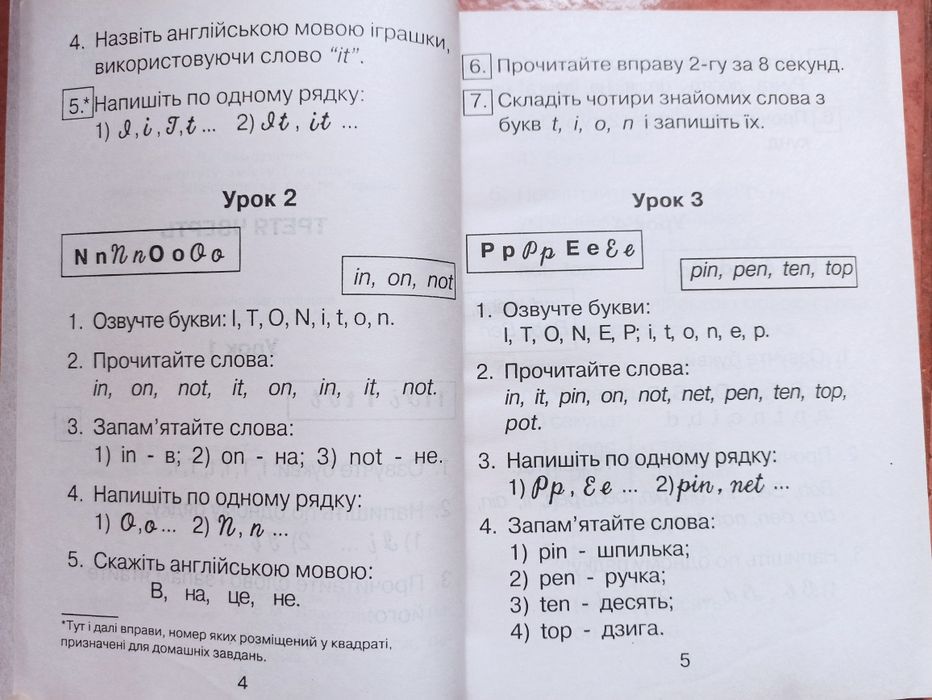 4. Назвіть англійською мовою іграшки,
використовуючи слово "it".
5.* Напишіть по одному рядку:
1) I, i, T, t ... 2) It, it ...
Урок 2
N n N n O o O o
in, on, not
1. Озвучте букви: I, T, O, N, i, t, o, n.
2. Прочитайте слова:
in, on, not, it, on, in, it, not.
3. Запам'ятайте слова:
1) in - в; 2) on - на; 3) not - не.
4. Напишіть по одному рядку:
1) O, o ... 2) N, n ...
5. Скажіть англійською мовою:
В, на, це, не.
*Тут і далі вправи, номер яких розміщений у квадраті,
призначені для домашніх завдань.
4
6. Прочитайте вправу 2-гу за 8 секунд.
7. Складіть чотири знайомих слова з
букв t, i, o, n і запишіть їх.
Урок 3
P p P p E e E e
pin, pen, ten, top
1. Озвучте букви:
I, T, O, N, E, P; i, t, o, n, e, p.
2. Прочитайте слова:
in, it, pin, on, not, net, pen, ten, top,
pot.
3. Напишіть по одному рядку:
1) P p, E e ... 2) pin, net ...
4. Запам'ятайте слова:
1) pin - шпилька;
2) pen - ручка;
3) ten - десять;
4) top - дзига.
5